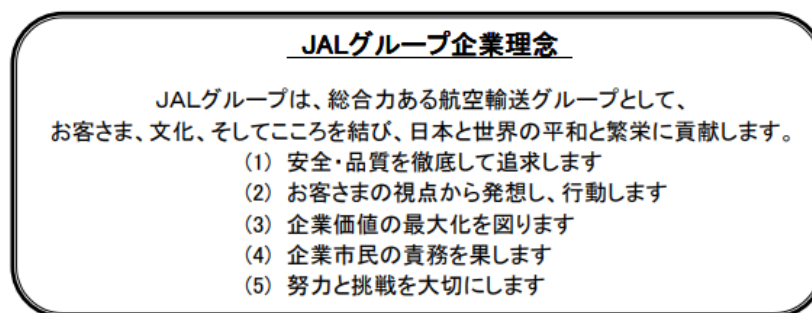 JALグループ企業理念
JALグループは、総合力ある航空輸送グループとして、
お客さま、文化、そしてこころを結び、日本と世界の平和と繁栄に貢献します。
(1) 安全・品質を徹底して追求します
(2) お客さまの視点から発想し、行動します
(3) 企業価値の最大化を図ります
(4) 企業市民の責務を果します
(5) 努力と挑戦を大切にします